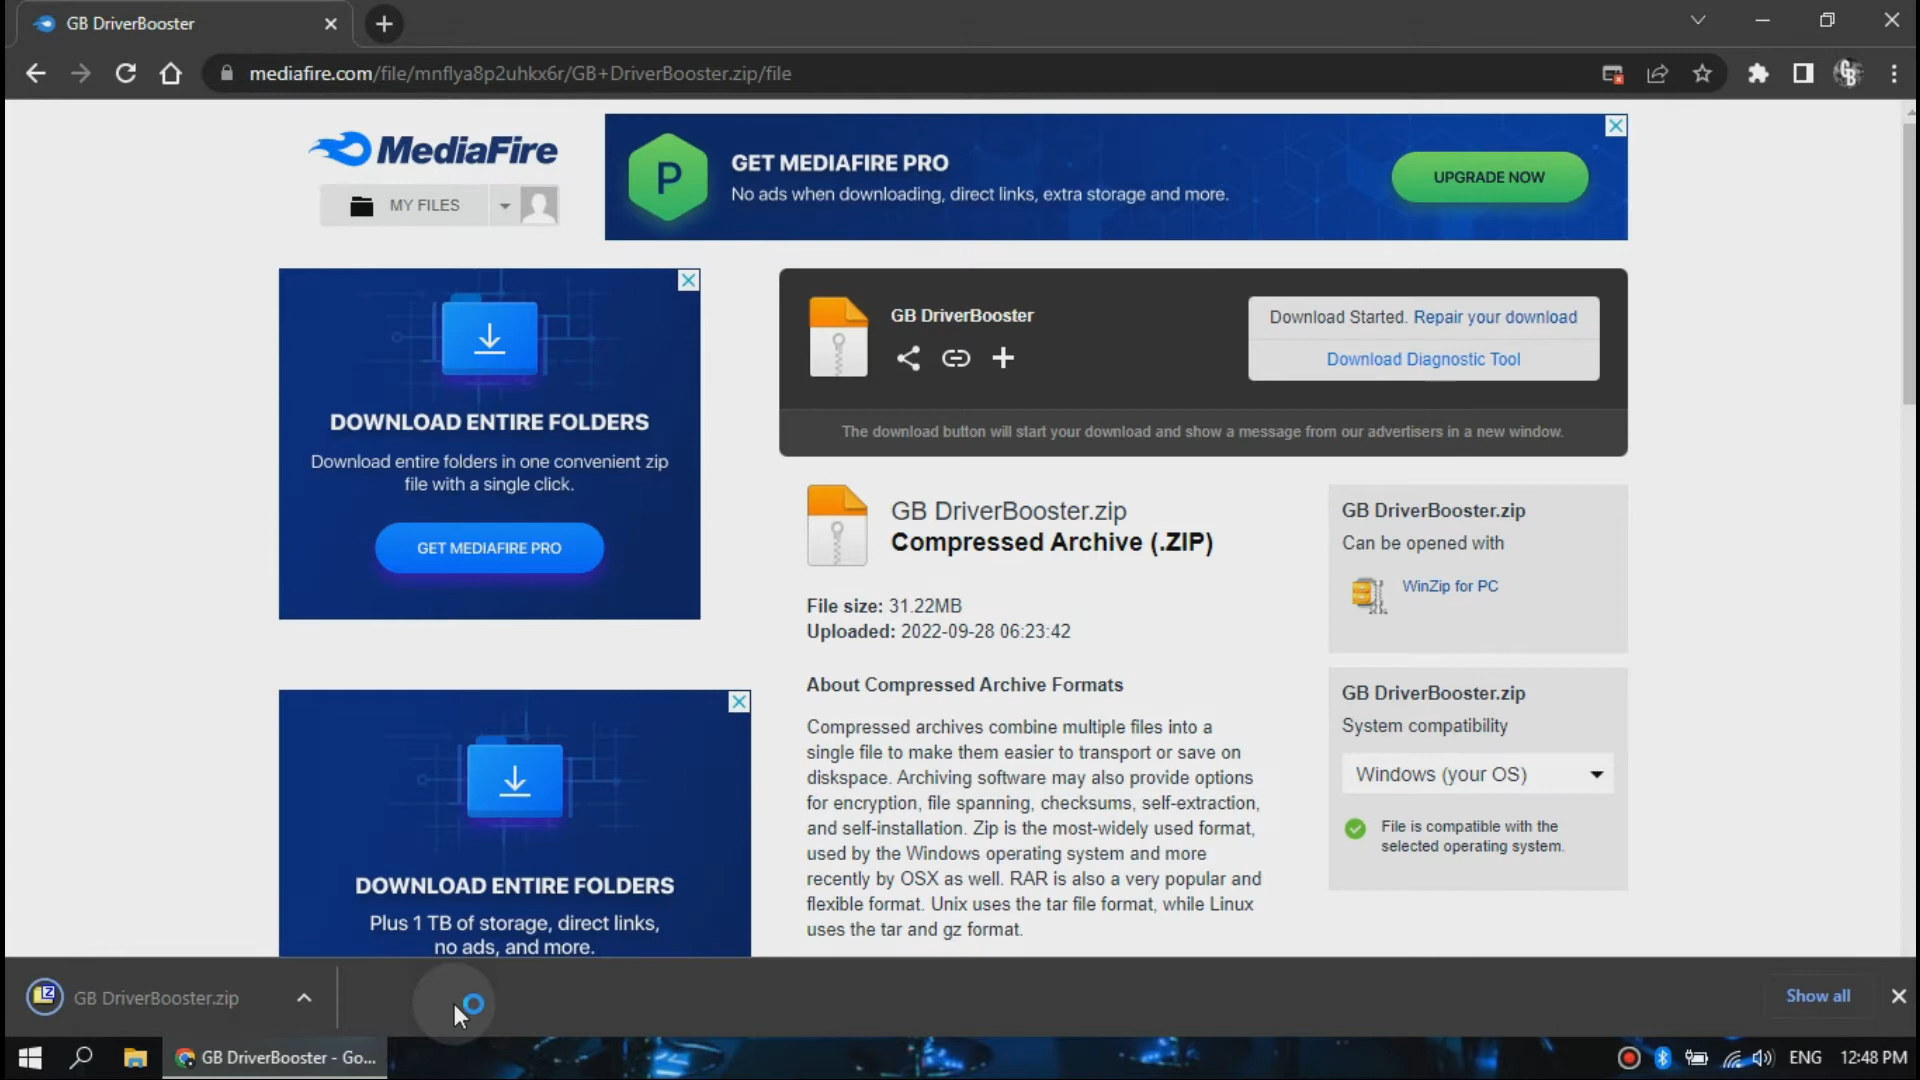 GB DriverBooster
mediafire.com/file/mnflya8p2uhkx6r/GB+DriverBooster.zip/file
MediaFire
MY FILES
P
GET MEDIAFIRE PRO
No ads when downloading, direct links, extra storage and more.
UPGRADE NOW
DOWNLOAD ENTIRE FOLDERS
Download entire folders in one convenient zip
file with a single click.
GET MEDIAFIRE PRO
GB DriverBooster
Download Started. Repair your download
Download Diagnostic Tool
The download button will start your download and show a message from our advertisers in a new window.
GB DriverBooster.zip
Compressed Archive (.ZIP)
File size: 31.22MB
Uploaded: 2022-09-28 06:23:42
About Compressed Archive Formats
Compressed archives combine multiple files into a
single file to make them easier to transport or save on
diskspace. Archiving software may also provide options
for encryption, file spanning, checksums, self-extraction,
and self-installation. Zip is the most-widely used format,
used by the Windows operating system and more
recently by OSX as well. RAR is also a very popular and
flexible format. Unix uses the tar file format, while Linux
uses the tar and gz format.
GB DriverBooster.zip
Can be opened with
WinZip for PC
GB DriverBooster.zip
System compatibility
Windows (your OS)
File is compatible with the
selected operating system.
DOWNLOAD ENTIRE FOLDERS
Plus 1 TB of storage, direct links,
no ads, and more.
GB DriverBooster.zip
Show all
GB DriverBooster - Go...
ENG
12:48 PM